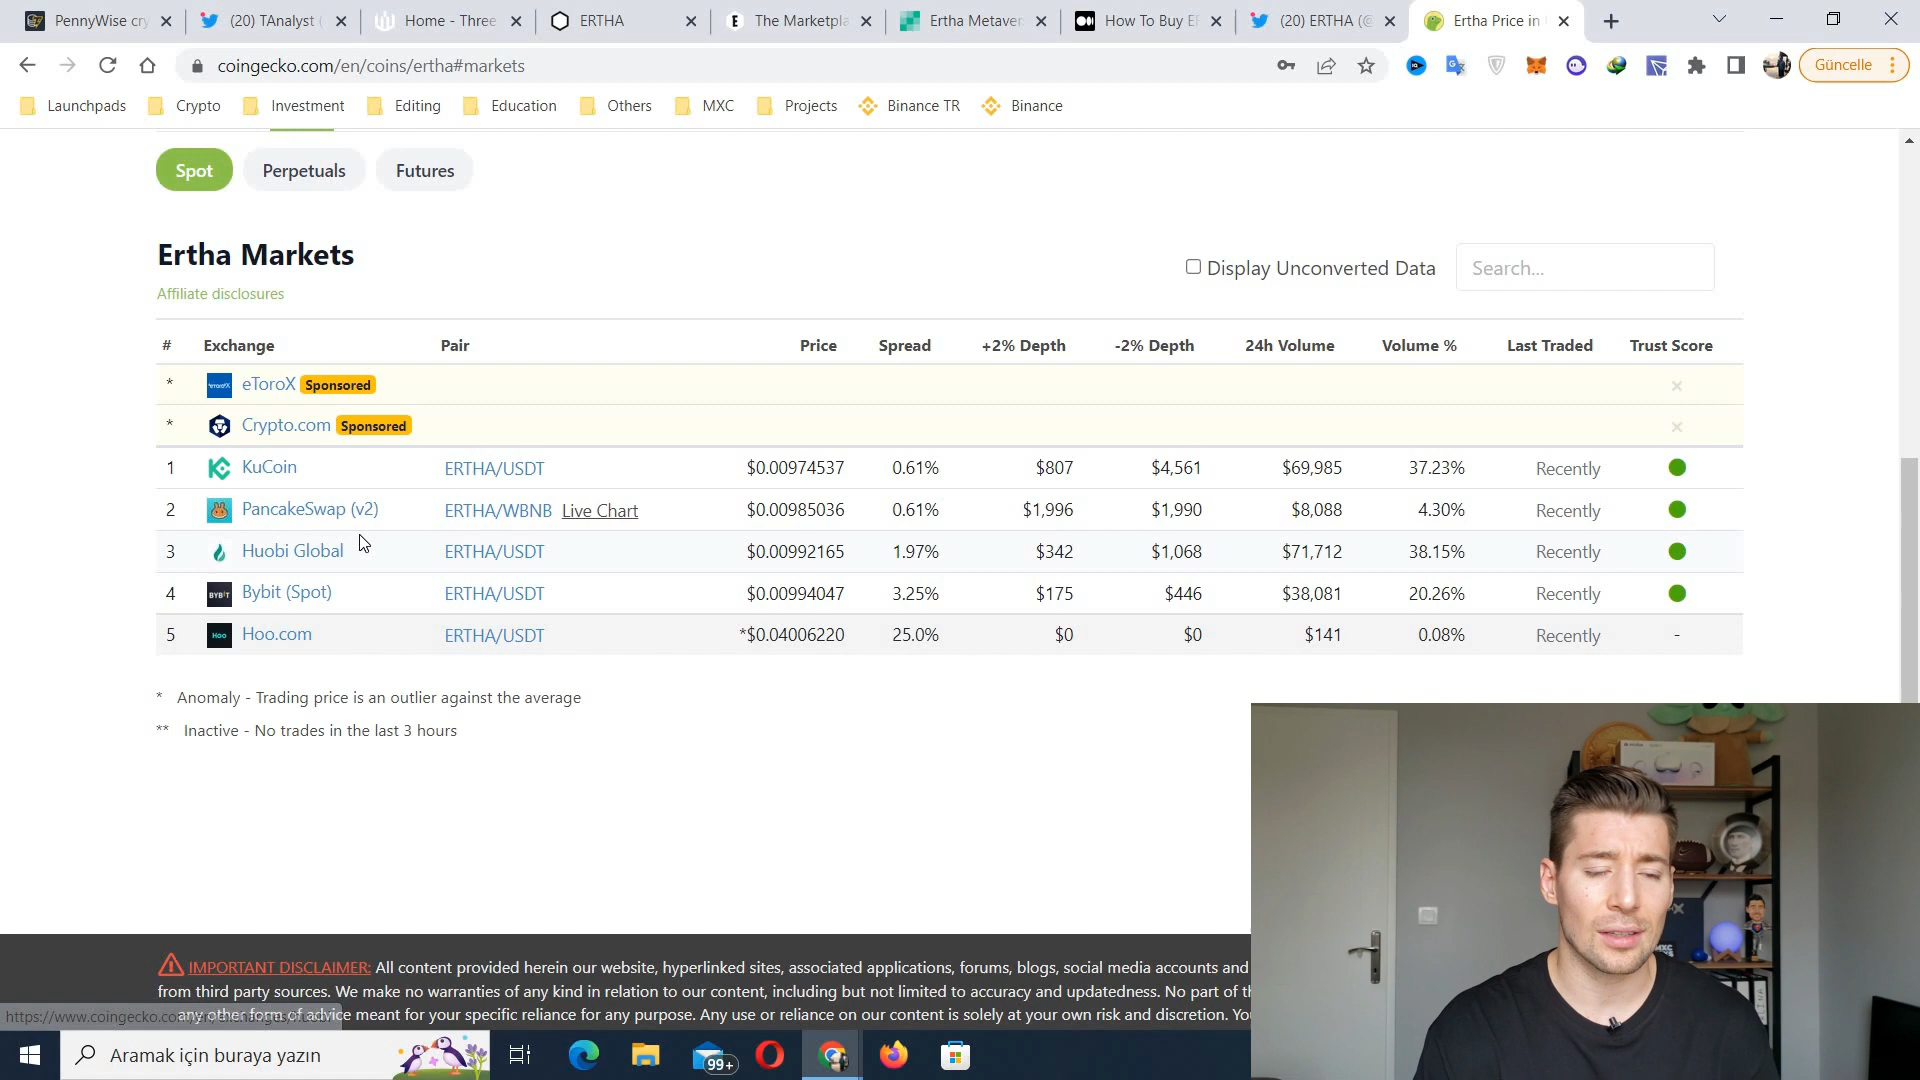 PennyWise cry
(20) TAnalyst (
Home - Three
ERTHA
The Marketpla
Ertha Metaver
How To Buy E
(20) ERTHA (@
Ertha Price in
coingecko.com/en/coins/ertha#markets
Güncelle
Launchpads
Crypto
Investment
Editing
Education
Others
MXC
Projects
Binance TR
Binance
Spot
Perpetuals
Futures
Ertha Markets
Affiliate disclosures
Display Unconverted Data
Search...
# Exchange Pair Price Spread +2% Depth -2% Depth 24h Volume Volume % Last Traded Trust Score
* eToroX Sponsored
* Crypto.com Sponsored
1 KuCoin ERTHA/USDT $0.00974537 0.61% $807 $4,561 $69,985 37.23% Recently
2 PancakeSwap (v2) ERTHA/WBNB Live Chart $0.00985036 0.61% $1,996 $1,990 $8,088 4.30% Recently
3 Huobi Global ERTHA/USDT $0.00992165 1.97% $342 $1,068 $71,712 38.15% Recently
4 BYBIT Bybit (Spot) ERTHA/USDT $0.00994047 3.25% $175 $446 $38,081 20.26% Recently
5 Hoo Hoo.com ERTHA/USDT *$0.04006220 25.0% $0 $0 $141 0.08% Recently -
* Anomaly - Trading price is an outlier against the average
** Inactive - No trades in the last 3 hours
IMPORTANT DISCLAIMER: All content provided herein our website, hyperlinked sites, associated applications, forums, blogs, social media accounts and
from third party sources. We make no warranties of any kind in relation to our content, including but not limited to accuracy and updatedness. No part of th
any other form of advice meant for your specific reliance for any purpose. Any use or reliance on our content is solely at your own risk and discretion. Yo
Aramak için buraya yazın
99+